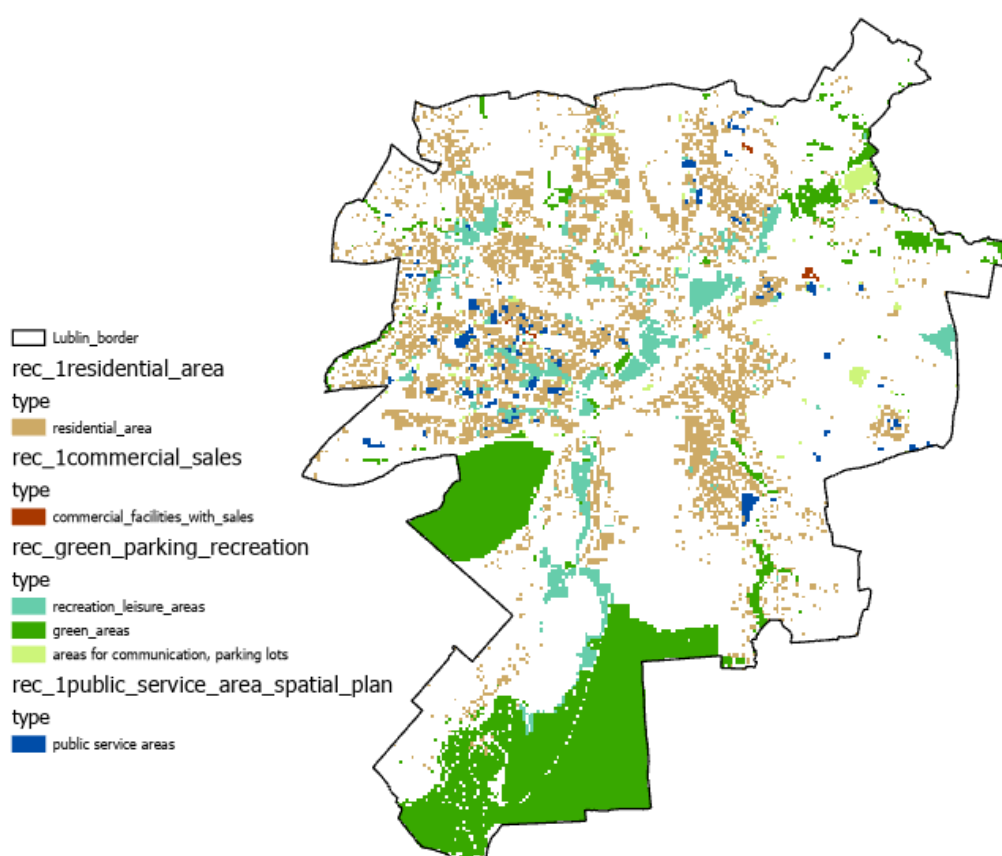 Lublin_border
rec_1residential_area
type
residential_area
rec_1commercial_sales
type
commercial_facilities_with_sales
rec_green_parking_recreation
type
recreation_leisure_areas
green_areas
areas for communication, parking lots
rec_1public_service_area_spatial_plan
type
public service areas